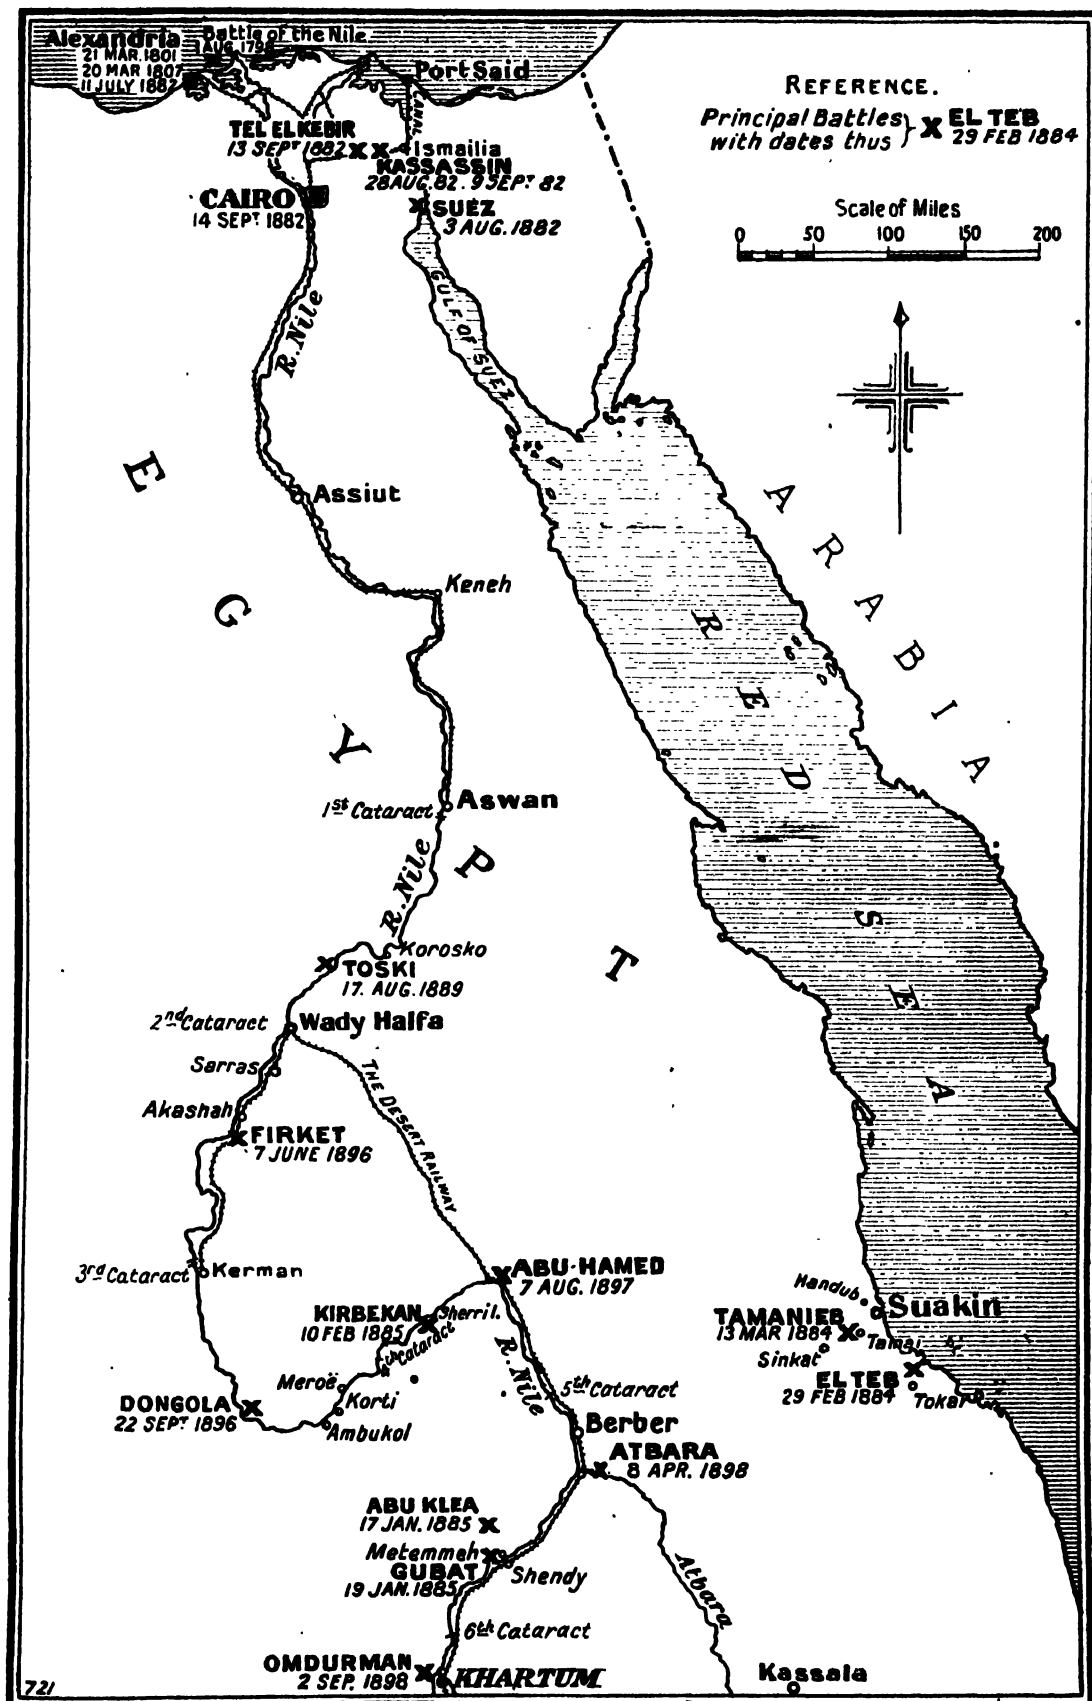 Alexandria
21 MAR. 1801
20 MAR 1807
11 JULY 1882
Battle of the Nile
1 AUG. 1798
Port Said
CANAL
REFERENCE.
Principal Battles
with dates thus
X EL TEB
29 FEB 1884
TEL EL KEBIR
13 SEPT 1882
Ismailia
KASSASSIN
28 AUG. 82. 9 SEPT 82
CAIRO
14 SEPT 1882
SUEZ
3 AUG. 1882
Scale of Miles
0 50 100 150 200
GULF OF SUEZ
R. Nile
EGYPT
ARABIA
RED SEA
Assiut
Keneh
1st Cataract
Aswan
R. Nile
Korosko
TOSKI
17. AUG. 1889
2nd Cataract
Wady Halfa
Sarras
THE DESERT RAILWAY
Akashah
FIRKET
7 JUNE 1896
3rd Cataract
Kerman
ABU-HAMED
7 AUG. 1897
Handub
Suakin
KIRBEKAN
10 FEB 1885
Sherri I.
4th Cataract
TAMANIEB
13 MAR 1884
Tamai
Sinkat
R. Nile
EL TEB
29 FEB 1884
Tokar
Meroë
Korti
Ambukol
DONGOLA
22 SEPT. 1896
5th Cataract
Berber
ATBARA
8 APR. 1898
ABU KLEA
17 JAN. 1885
Metemmeh
GUBAT
19 JAN. 1885
Shendy
Atbara
6th Cataract
OMDURMAN
2 SEP. 1898
KHARTUM
Kassala
721